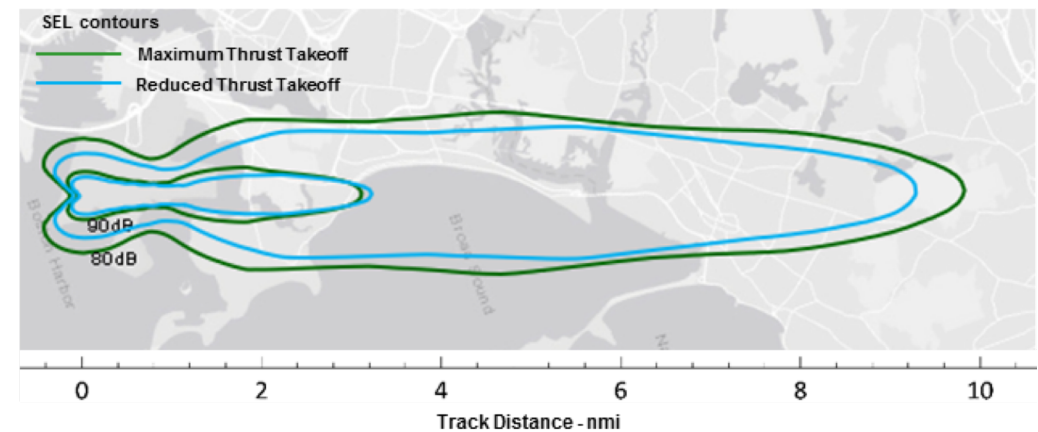 SEL contours
Maximum Thrust Takeoff
Reduced Thrust Takeoff
90dB
80dB
Boston Harbor
Broad Sound
0 2 4 6 8 10
Track Distance - nmi